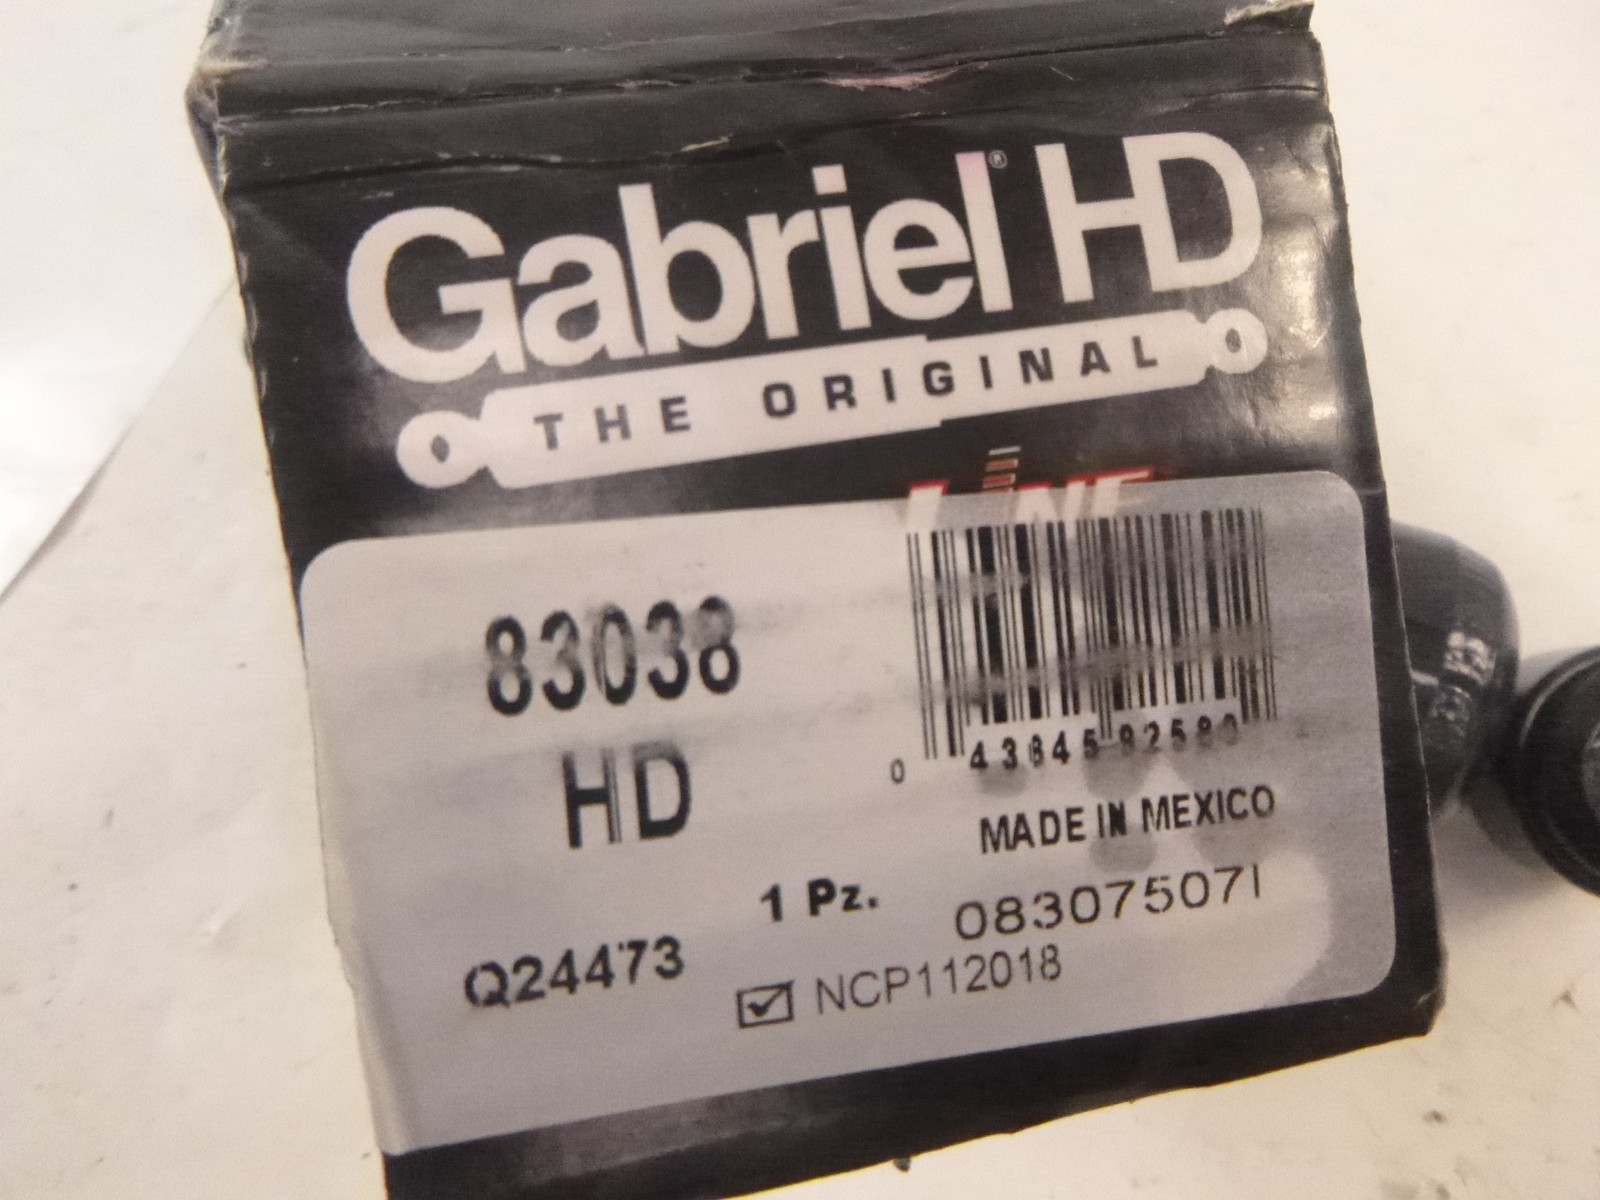 Gabriel® HD
THE ORIGINAL
83038
HD
MADE IN MEXICO
1 Pz.
083075071
Q24473
NCP112018